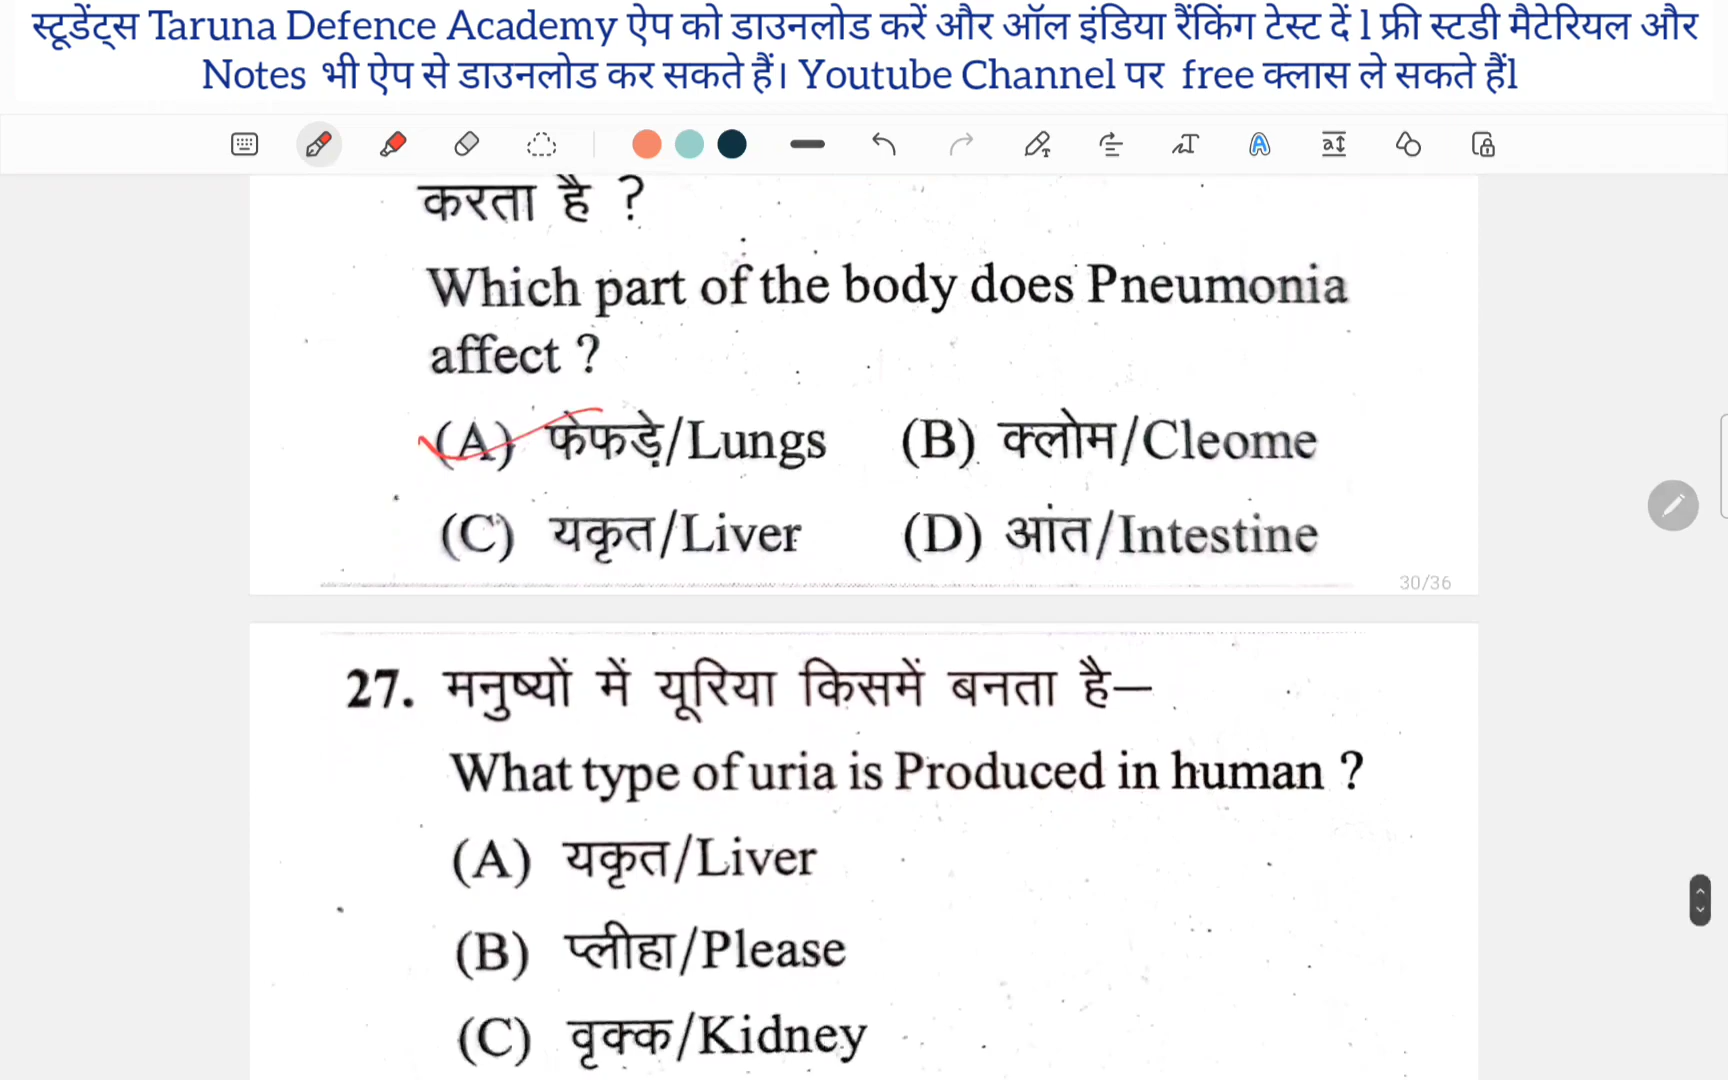 स्टूडेंट्स Taruna Defence Academy ऐप को डाउनलोड करें और ऑल इंडिया रैंकिंग टेस्ट दें l फ्री स्टडी मैटेरियल और
Notes भी ऐप से डाउनलोड कर सकते हैं। Youtube Channel पर free क्लास ले सकते हैंl
करता है ?
Which part of the body does Pneumonia
affect ?
(A) फेफड़े/Lungs (B) क्लोम/Cleome
(C) यकृत/Liver (D) आंत/Intestine
30/36
27. मनुष्यों में यूरिया किसमें बनता है—
What type of uria is Produced in human ?
(A) यकृत/Liver
(B) प्लीहा/Please
(C) वृक्क/Kidney